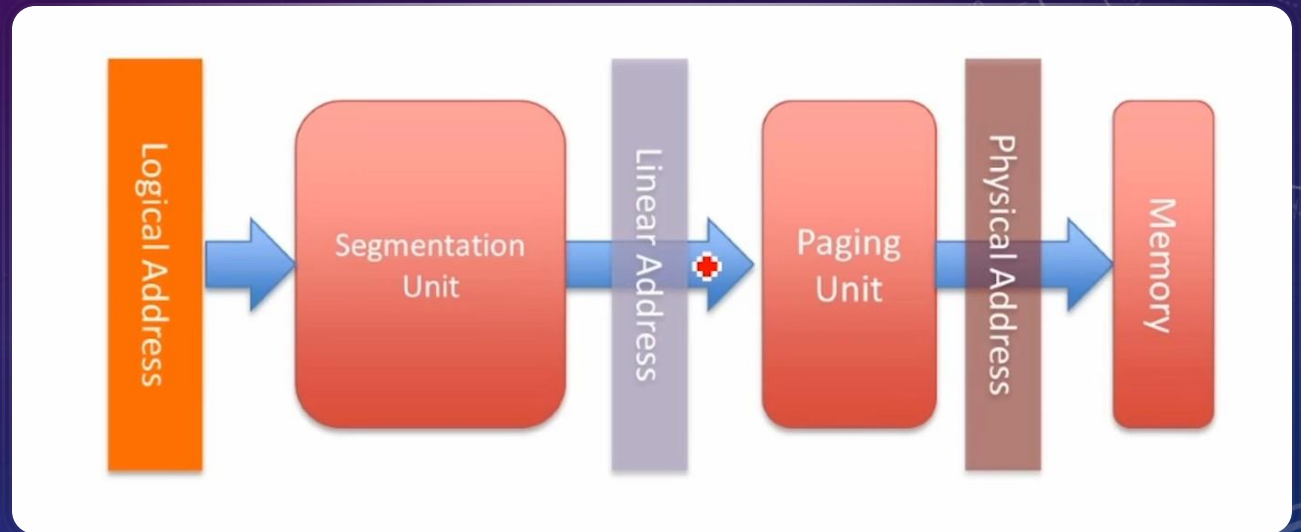 Logical Address
Segmentation
Unit
Linear Address
Paging
Unit
Physical Address
Memory